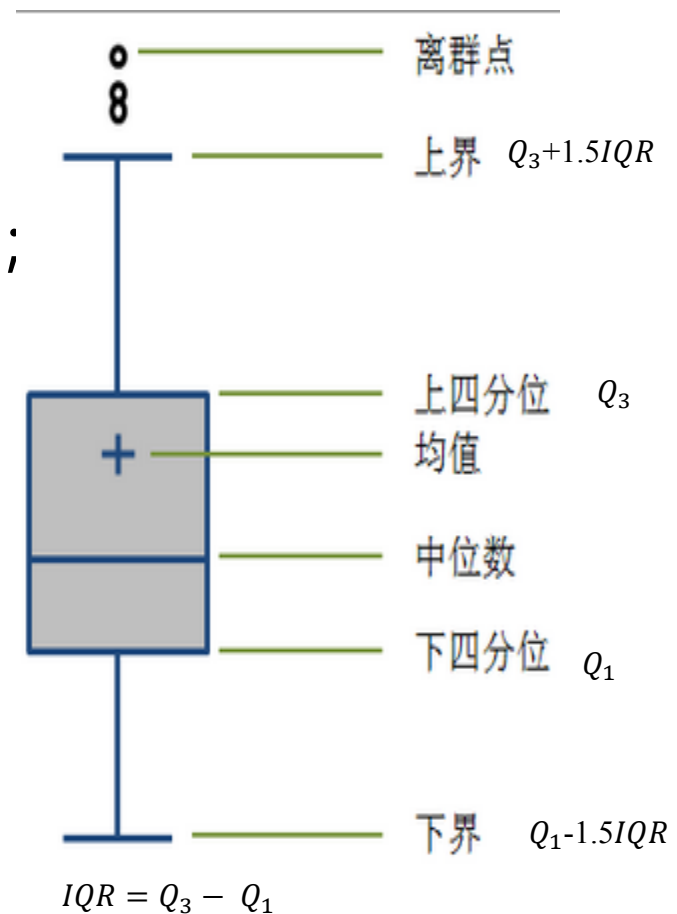 离群点
上界 Q₃+1.5IQR
;
上四分位 Q₃
均值
中位数
下四分位 Q₁
下界 Q₁-1.5IQR
IQR = Q₃ − Q₁